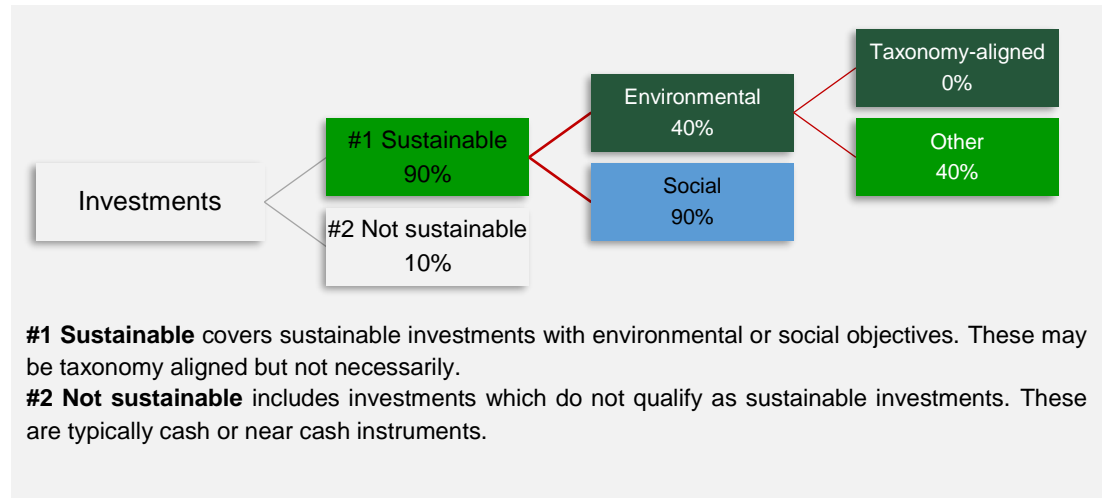 Investments
#1 Sustainable
90%
#2 Not sustainable
10%
Environmental
40%
Social
90%
Taxonomy-aligned
0%
Other
40%
#1 Sustainable covers sustainable investments with environmental or social objectives. These may
be taxonomy aligned but not necessarily.
#2 Not sustainable includes investments which do not qualify as sustainable investments. These
are typically cash or near cash instruments.